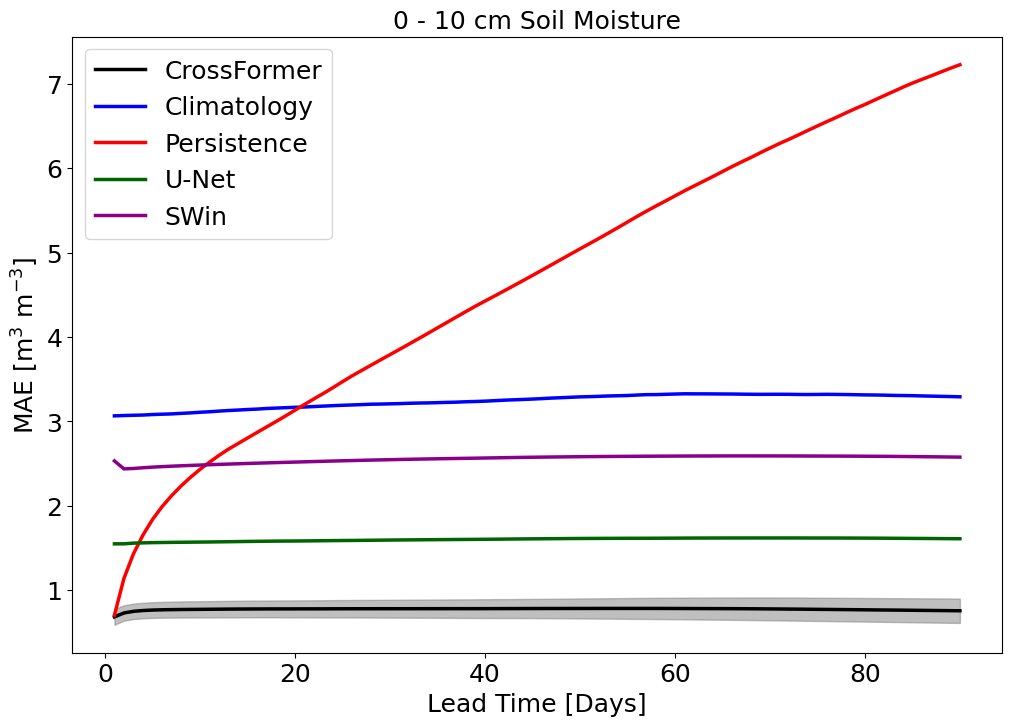 0 - 10 cm Soil Moisture
CrossFormer
Climatology
Persistence
U-Net
SWin
MAE [m³ m⁻³]
7
6
5
4
3
2
1
0 20 40 60 80
Lead Time [Days]